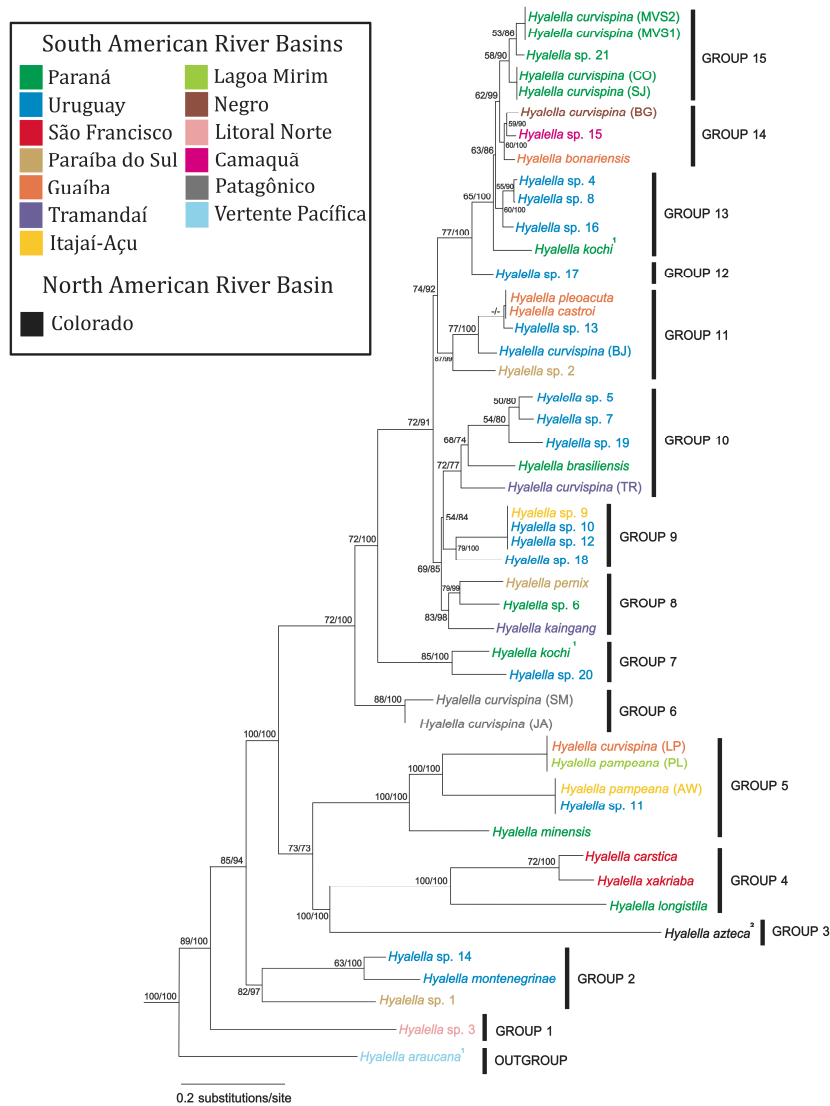 South American River Basins
Paraná
Uruguay
São Francisco
Paraíba do Sul
Guaíba
Tramandaí
Itajaí-Açu
Lagoa Mirim
Negro
Litoral Norte
Camaquã
Patagônico
Vertente Pacífica
North American River Basin
Colorado
Hyalella curvispina (MVS2)
Hyalella curvispina (MVS1)
53/86
Hyalella sp. 21
58/90
Hyalella curvispina (CO)
Hyalella curvispina (SJ)
GROUP 15
62/99
Hyalella curvispina (BG)
59/90
Hyalella sp. 15
60/100
Hyalella bonariensis
GROUP 14
63/86
Hyalella sp. 4
55/90
Hyalella sp. 8
60/100
Hyalella sp. 16
Hyalella kochi¹
GROUP 13
65/100
77/100
Hyalella sp. 17
GROUP 12
74/92
Hyalella pleoacuta
Hyalella castroi
-/-
Hyalella sp. 13
77/100
Hyalella curvispina (BJ)
87/99
Hyalella sp. 2
GROUP 11
72/91
50/80
Hyalella sp. 5
Hyalella sp. 7
54/80
Hyalella sp. 19
68/74
Hyalella brasiliensis
72/77
Hyalella curvispina (TR)
GROUP 10
54/84
Hyalella sp. 9
Hyalella sp. 10
Hyalella sp. 12
79/100
Hyalella sp. 18
GROUP 9
69/85
Hyalella pernix
79/99
Hyalella sp. 6
83/98
Hyalella kaingang
GROUP 8
72/100
Hyalella kochi¹
85/100
Hyalella sp. 20
GROUP 7
72/100
88/100
Hyalella curvispina (SM)
Hyalella curvispina (JA)
GROUP 6
100/100
Hyalella curvispina (LP)
Hyalella pampeana (PL)
100/100
Hyalella pampeana (AW)
Hyalella sp. 11
100/100
Hyalella minensis
GROUP 5
73/73
72/100
Hyalella carstica
100/100
Hyalella xakriaba
Hyalella longistila
GROUP 4
100/100
Hyalella azteca²
GROUP 3
85/94
63/100
Hyalella sp. 14
Hyalella montenegrinae
82/97
Hyalella sp. 1
GROUP 2
89/100
Hyalella sp. 3
GROUP 1
100/100
Hyalella araucana¹
OUTGROUP
0.2 substitutions/site